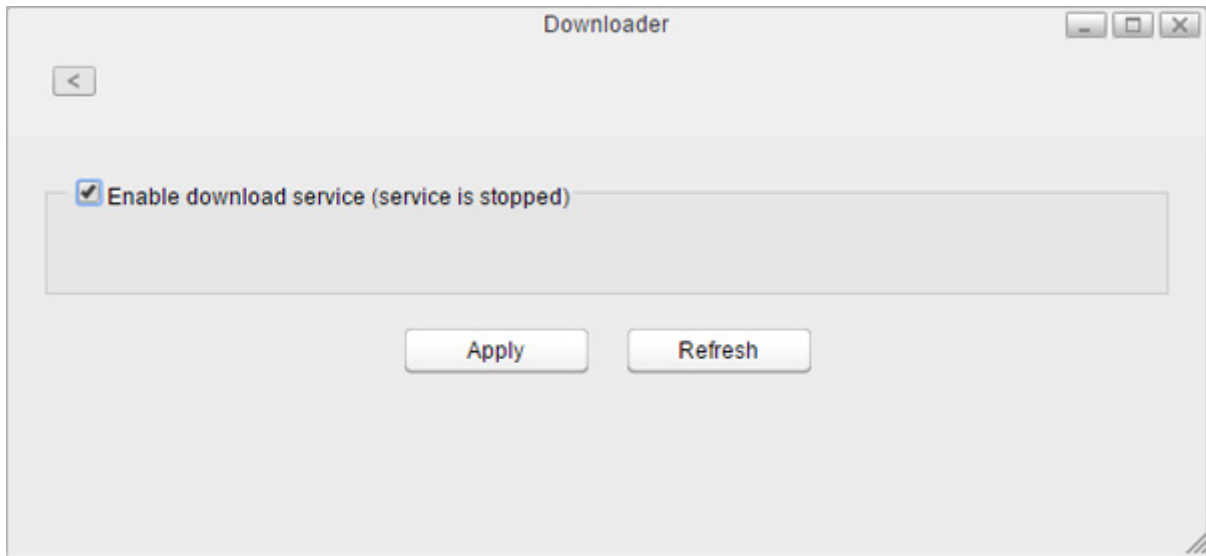 Downloader
<
Enable download service (service is stopped)
Apply
Refresh